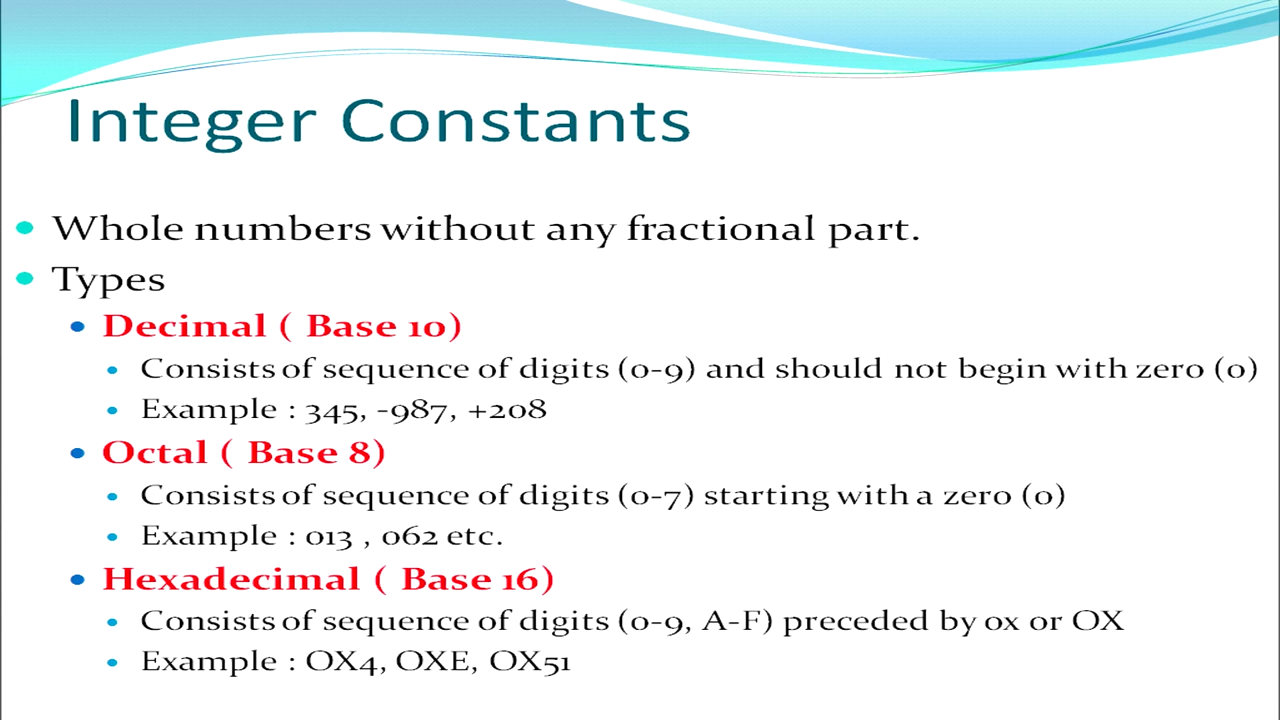 Integer Constants
Whole numbers without any fractional part.
Types
Decimal ( Base 10)
Consists of sequence of digits (0-9) and should not begin with zero (0)
Example : 345, -987, +208
Octal ( Base 8)
Consists of sequence of digits (0-7) starting with a zero (0)
Example : 013 , 062 etc.
Hexadecimal ( Base 16)
Consists of sequence of digits (0-9, A-F) preceded by 0x or OX
Example : OX4, OXE, OX51